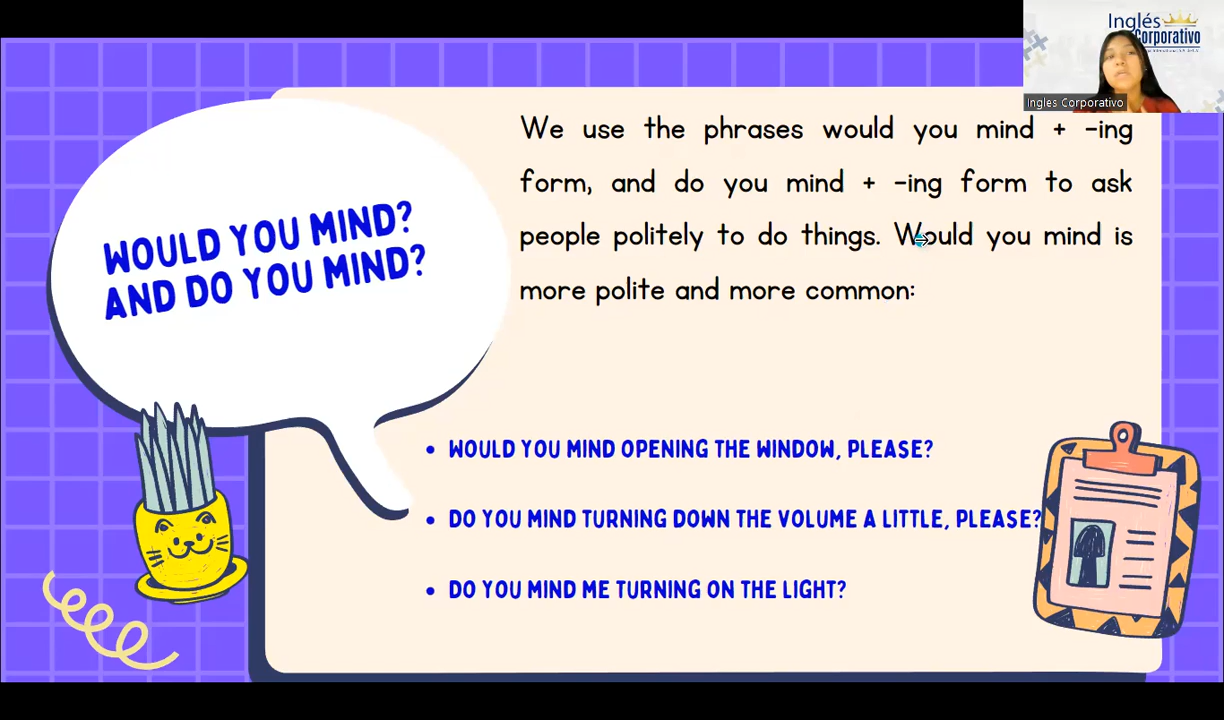 Inglés
Corporativo
Ingles Corporativo
WOULD YOU MIND?
AND DO YOU MIND?
We use the phrases would you mind + -ing
form, and do you mind + -ing form to ask
people politely to do things. Would you mind is
more polite and more common:
• WOULD YOU MIND OPENING THE WINDOW, PLEASE?
• DO YOU MIND TURNING DOWN THE VOLUME A LITTLE, PLEASE?
• DO YOU MIND ME TURNING ON THE LIGHT?